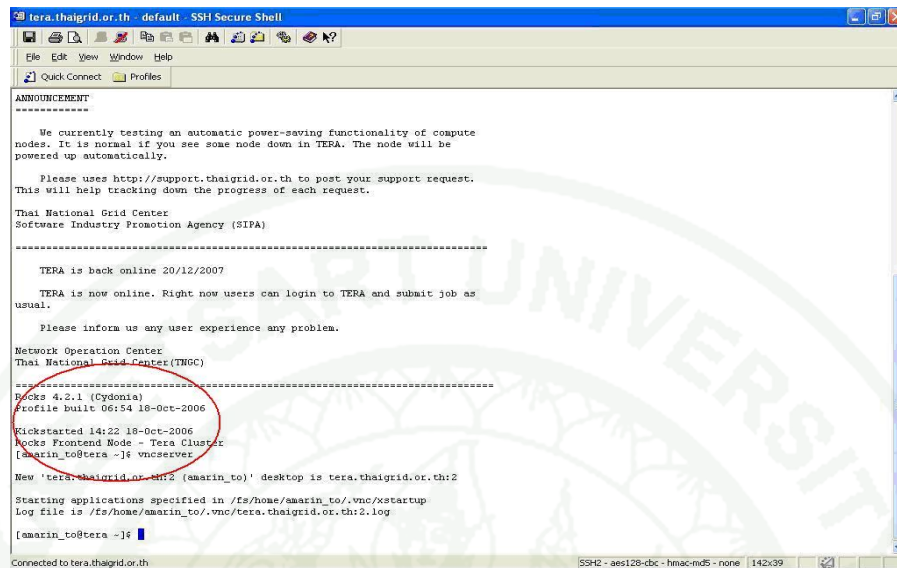 tera.thaigrid.or.th - default - SSH Secure Shell
File Edit View Window Help
Quick Connect Profiles
ANNOUNCEMENT
============
We currently testing an automatic power-saving functionality of compute
nodes. It is normal if you see some node down in TERA. The node will be
powered up automatically.
Please uses http://support.thaigrid.or.th to post your support request.
This will help tracking down the progress of each request.
Thai National Grid Center
Software Industry Promotion Agency (SIPA)
=============================================================================
TERA is back online 20/12/2007
TERA is now online. Right now users can login to TERA and submit job as
usual.
Please inform us any user experience any problem.
Network Operation Center
Thai National Grid Center(TNGC)
==============================================================================
Rocks 4.2.1 (Cydonia)
Profile built 06:54 18-Oct-2006
Kickstarted 14:22 18-Oct-2006
Rocks Frontend Node - Tera Cluster
[amarin_to@tera ~]$ vncserver
New 'tera.thaigrid.or.th:2 (amarin_to)' desktop is tera.thaigrid.or.th:2
Starting applications specified in /fs/home/amarin_to/.vnc/xstartup
Log file is /fs/home/amarin_to/.vnc/tera.thaigrid.or.th:2.log
[amarin_to@tera ~]$
Connected to tera.thaigrid.or.th SSH2 - aes128-cbc - hmac-md5 - none 142x39
SART UNIVERSITY